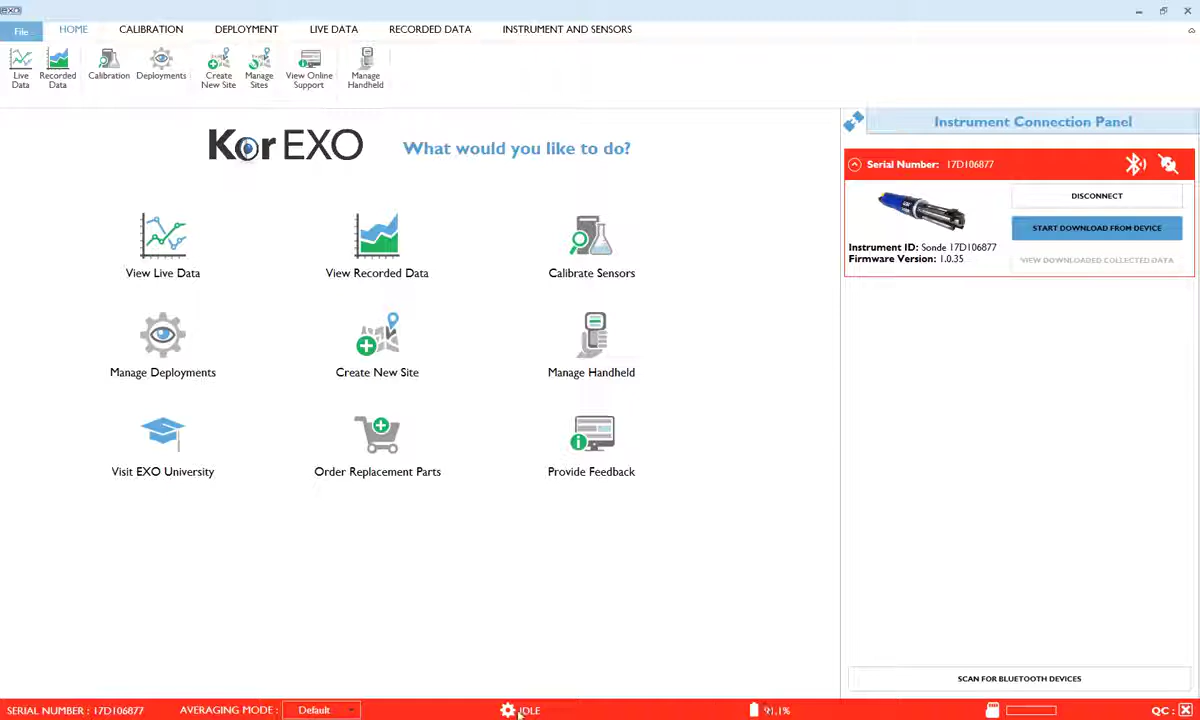 EXO
File HOME CALIBRATION DEPLOYMENT LIVE DATA RECORDED DATA INSTRUMENT AND SENSORS
Live Data
Recorded Data
Calibration
Deployments
Create New Site
Manage Sites
View Online Support
Manage Handheld
Kor EXO
What would you like to do?
View Live Data
View Recorded Data
Calibrate Sensors
Manage Deployments
Create New Site
Manage Handheld
Visit EXO University
Order Replacement Parts
Provide Feedback
Instrument Connection Panel
Serial Number: 17D106877
DISCONNECT
START DOWNLOAD FROM DEVICE
Instrument ID: Sonde 17D106877
Firmware Version: 1.0.35
VIEW DOWNLOADED COLLECTED DATA
SCAN FOR BLUETOOTH DEVICES
SERIAL NUMBER : 17D106877 AVERAGING MODE : Default IDLE 91.1% QC :